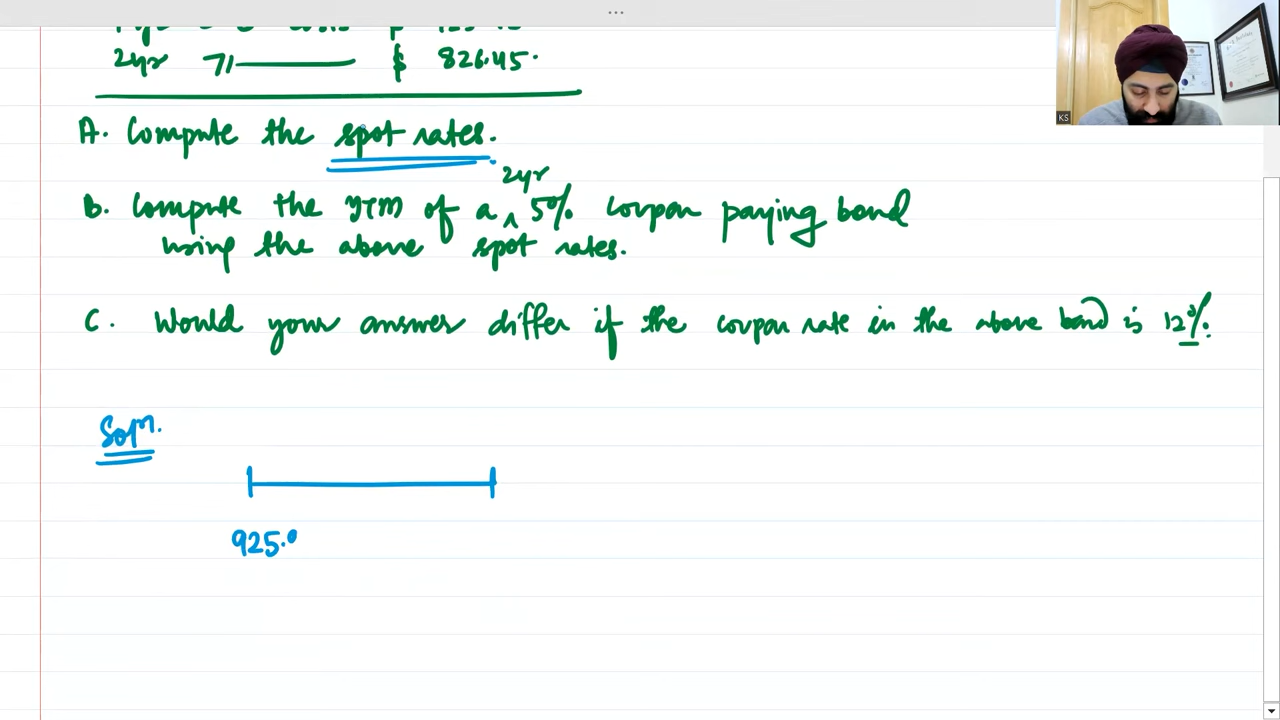 2yr 71 $ 826.45.
A. Compute the spot rates.
2yr
B. Compute the YTM of a ^ 5% coupon paying bond
using the above spot rates.
C. Would your answer differ if the coupon rate in the above bond is 12%.
Soln.
925.0
KS